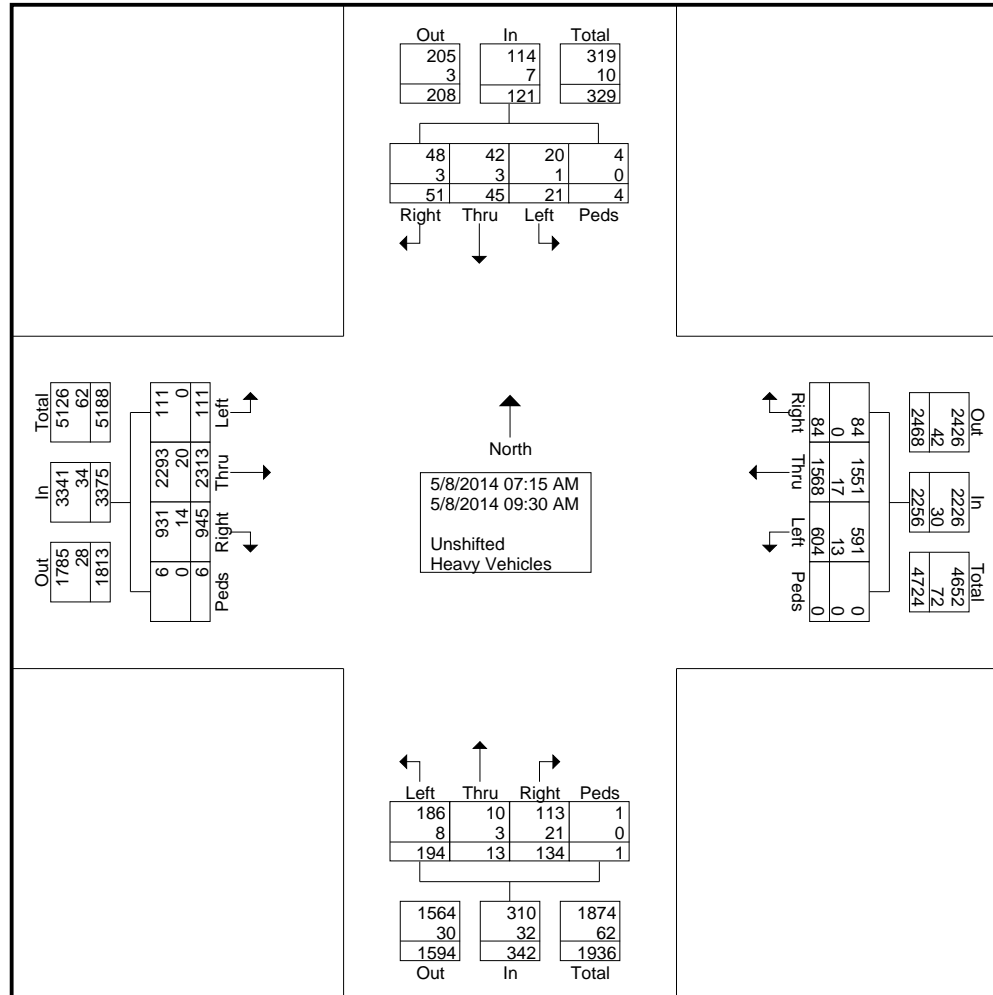 Out In Total
205 114 319
3 7 10
208 121 329
48 42 20 4
3 3 1 0
51 45 21 4
Right Thru Left Peds
Total 5126 62 5188
In 3341 34 3375
Out 1785 28 1813
111 0 111 Left
2293 20 2313 Thru
931 14 945 Right
6 0 6 Peds
North
5/8/2014 07:15 AM
5/8/2014 09:30 AM
Unshifted
Heavy Vehicles
Right 84 0 84
Thru 1551 17 1568
Left 591 13 604
Peds 0 0 0
Out 2426 42 2468
In 2226 30 2256
Total 4652 72 4724
Left Thru Right Peds
186 10 113 1
8 3 21 0
194 13 134 1
1564 310 1874
30 32 62
1594 342 1936
Out In Total